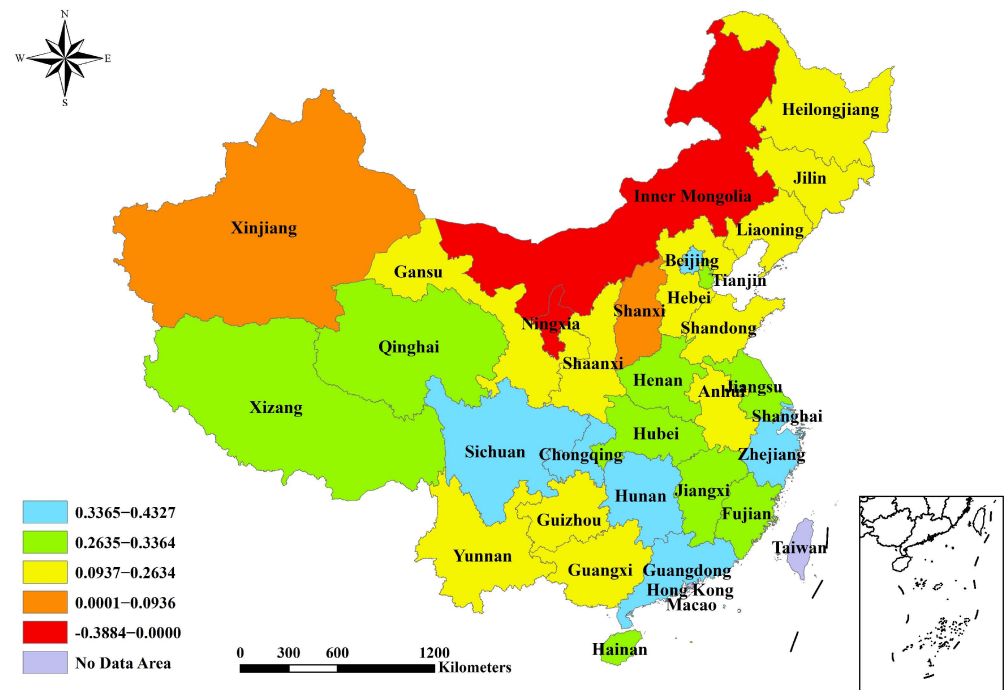 N
W
E
S
Heilongjiang
Jilin
Inner Mongolia
Liaoning
Xinjiang
Beijing
Gansu
Tianjin
Hebei
Shanxi
Ningxia
Shandong
Qinghai
Shaanxi
Henan
Anhui
Jiangsu
Xizang
Shanghai
Hubei
Sichuan
Chongqing
Zhejiang
Hunan
Jiangxi
Fujian
Guizhou
Taiwan
Yunnan
Guangxi
Guangdong
Hong Kong
Macao
Hainan
0.3365−0.4327
0.2635−0.3364
0.0937−0.2634
0.0001−0.0936
-0.3884−0.0000
No Data Area
0 300 600 1200
Kilometers